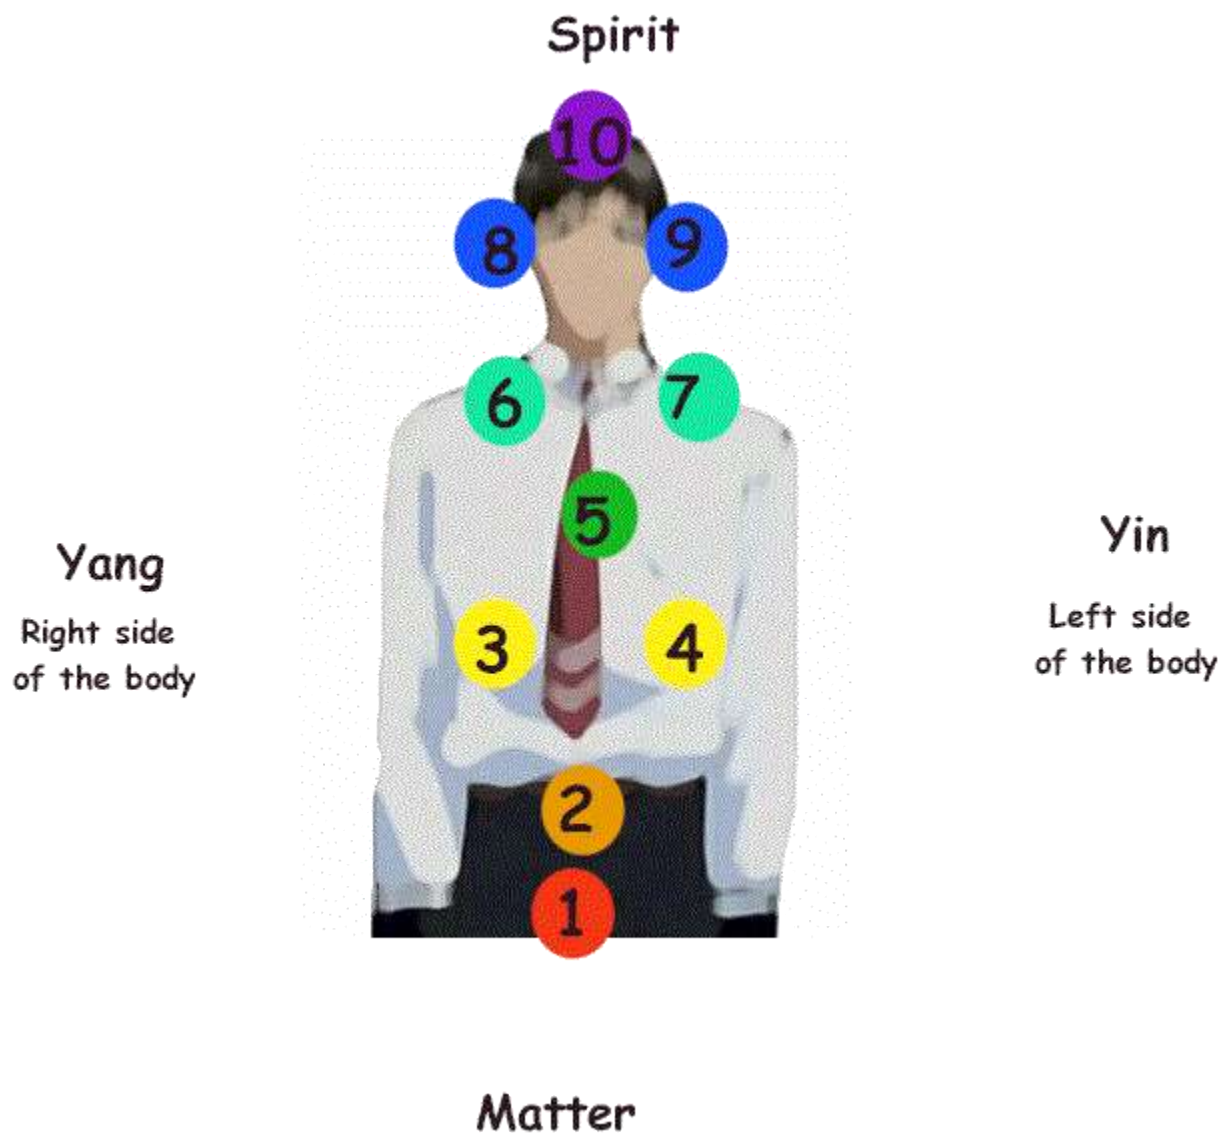 Spirit
10
8
9
6
7
5
Yang
Right side
of the body
Yin
Left side
of the body
3
4
2
1
Matter